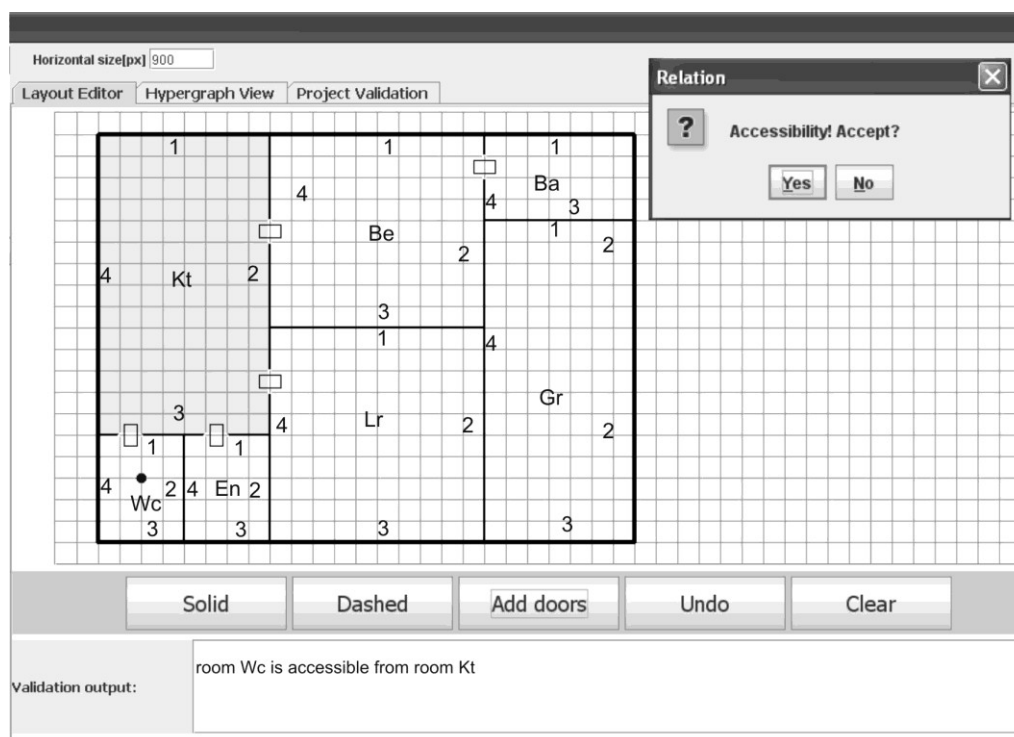 Horizontal size[px] 900
Layout Editor Hypergraph View Project Validation
Relation
Accessibility! Accept?
Yes No
1 1 1
4 4 Ba
3
Be 1
2 2
4 Kt 2
3
1 4
Gr
3 4 Lr 2 2
1 1
4 2 4 En 2
Wc
3 3 3 3
Solid Dashed Add doors Undo Clear
room Wc is accessible from room Kt
Validation output: